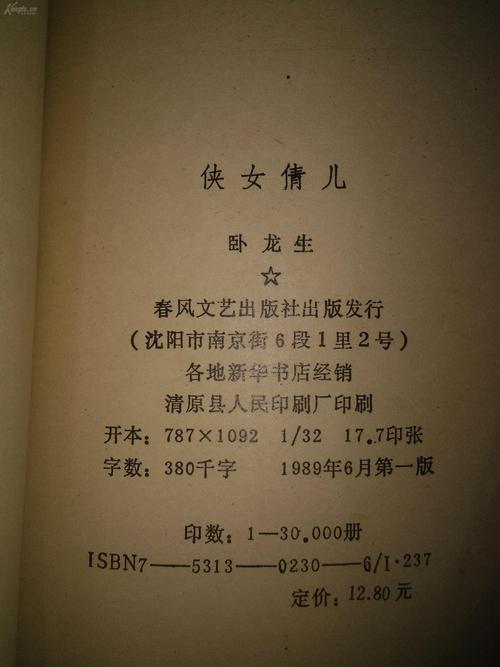 Kongfz.cn
侠女倩儿
卧龙生
☆
春风文艺出版社出版发行
(沈阳市南京街6段1里2号)
各地新华书店经销
清原县人民印刷厂印刷
开本：787×1092 1/32 17.7印张
字数：380千字 1989年6月第一版
印数：1—30.000册
ISBN7——5313——0230——6/I·237
定价：12.80元